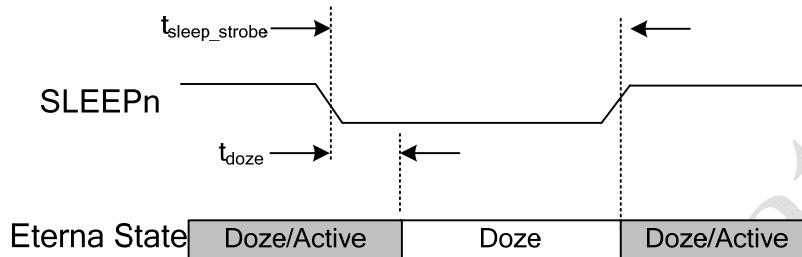 tsleep_strobe
SLEEPn
tdoze
Eterna State Doze/Active Doze Doze/Active